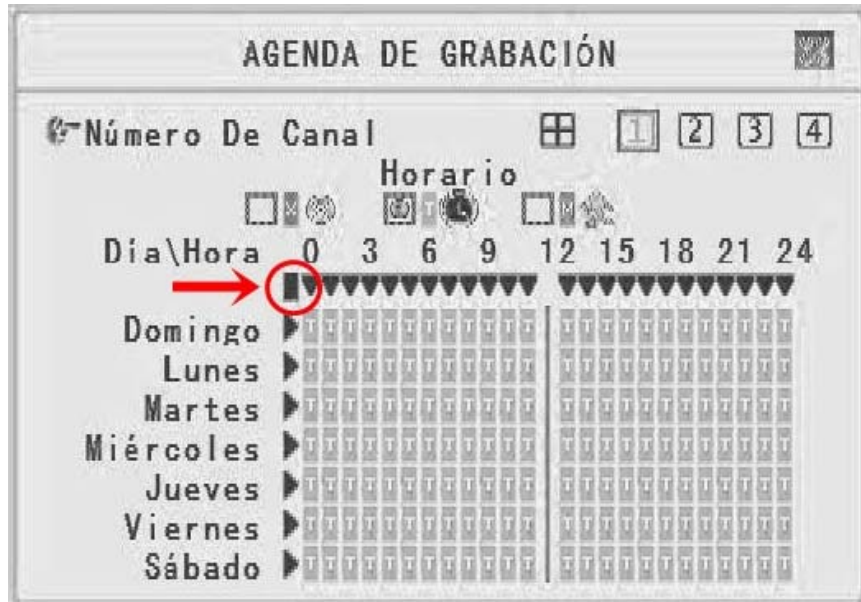 AGENDA DE GRABACIÓN
Número De Canal 1 2 3 4
Horario
M T M
Día\Hora 0 3 6 9 12 15 18 21 24
Domingo T T T T T T T T T T T T T T T T T T T T T T T T
Lunes T T T T T T T T T T T T T T T T T T T T T T T T
Martes T T T T T T T T T T T T T T T T T T T T T T T T
Miércoles T T T T T T T T T T T T T T T T T T T T T T T T
Jueves T T T T T T T T T T T T T T T T T T T T T T T T
Viernes T T T T T T T T T T T T T T T T T T T T T T T T
Sábado T T T T T T T T T T T T T T T T T T T T T T T T